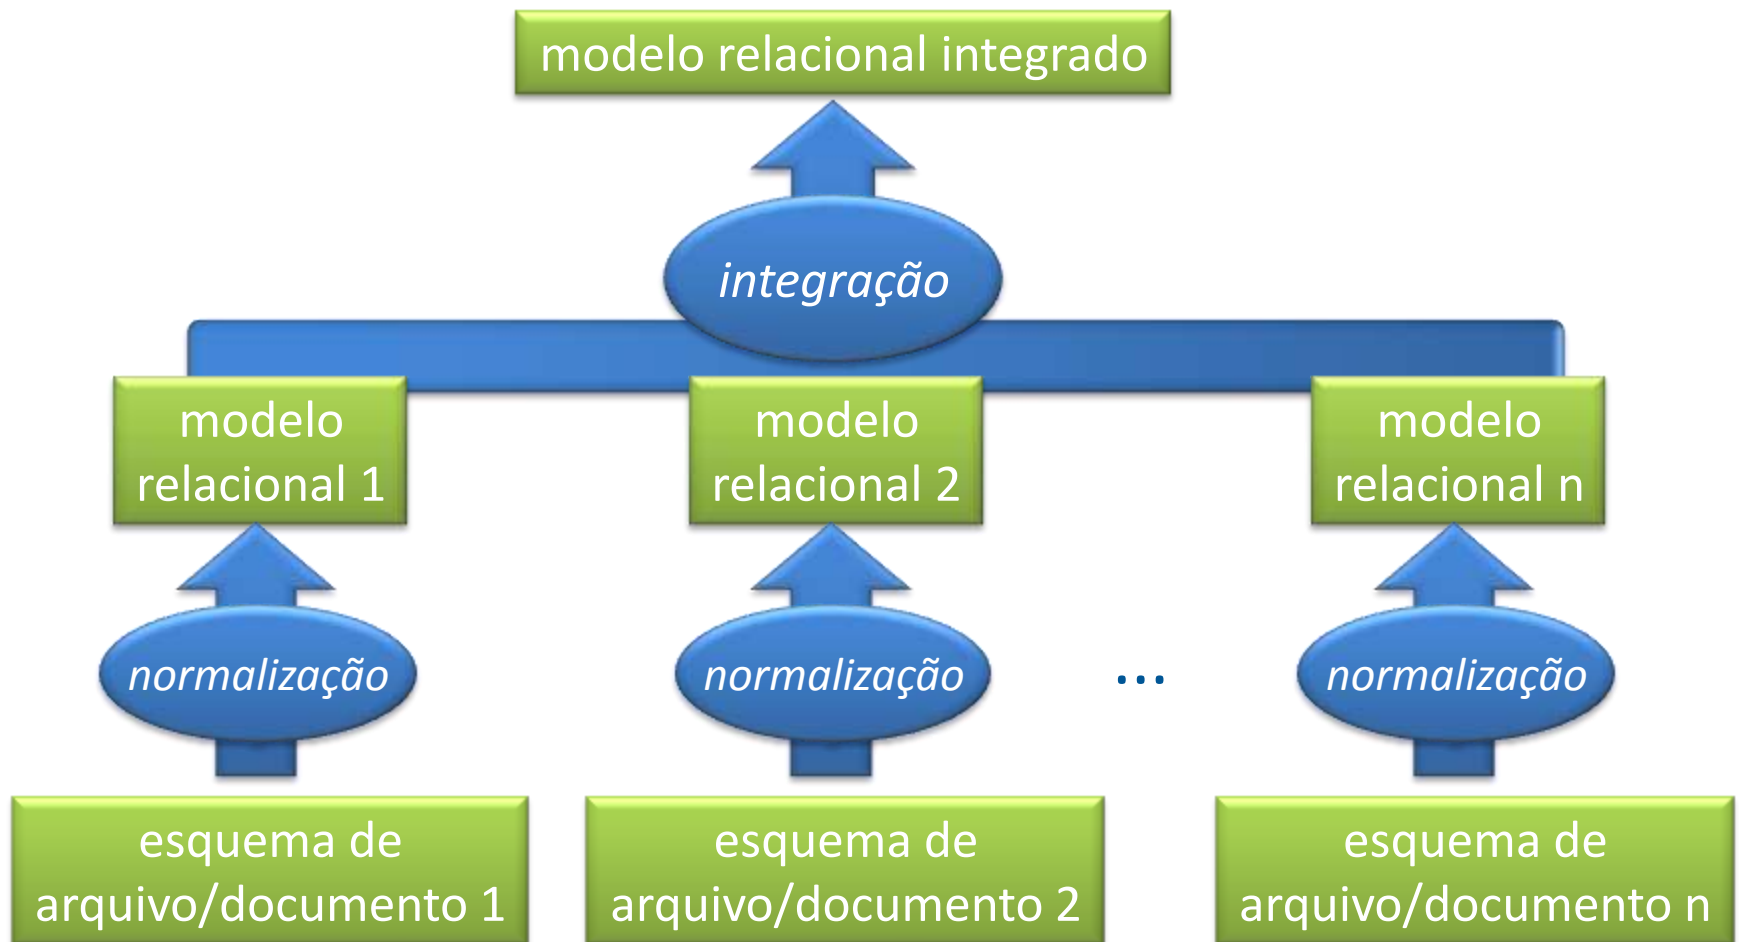 modelo relacional integrado
integração
modelo
relacional 1
modelo
relacional 2
modelo
relacional n
normalização
normalização
...
normalização
esquema de
arquivo/documento 1
esquema de
arquivo/documento 2
esquema de
arquivo/documento n